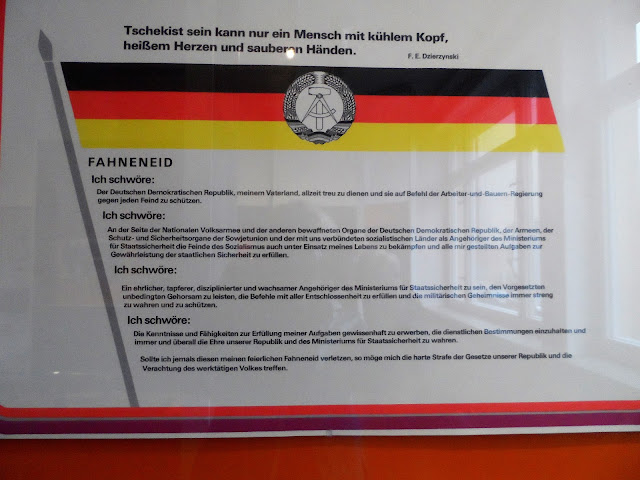 Tschekist sein kann nur ein Mensch mit kühlem Kopf,
heißem Herzen und sauberen Händen.
F. E. Dzierzynski
FAHNENEID
Ich schwöre:
Der Deutschen Demokratischen Republik, meinem Vaterland, allzeit treu zu dienen und sie auf Befehl der Arbeiter-und-Bauern-Regierung
gegen jeden Feind zu schützen.
Ich schwöre:
An der Seite der Nationalen Volksarmee und der anderen bewaffneten Organe der Deutschen Demokratischen Republik, der Armeen, der
Schutz- und Sicherheitsorgane der Sowjetunion und der mit uns verbündeten sozialistischen Länder als Angehöriger des Ministeriums
für Staatssicherheit die Feinde des Sozialismus auch unter Einsatz meines Lebens zu bekämpfen und alle mir gestellten Aufgaben zur
Gewährleistung der staatlichen Sicherheit zu erfüllen.
Ich schwöre:
Ein ehrlicher, tapferer, disziplinierter und wachsamer Angehöriger des Ministeriums für Staatssicherheit zu sein, den Vorgesetzten
unbedingten Gehorsam zu leisten, die Befehle mit aller Entschlossenheit zu erfüllen und die militärischen Geheimnisse immer streng
zu wahren und zu schützen.
Ich schwöre:
Die Kenntnisse und Fähigkeiten zur Erfüllung meiner Aufgaben gewissenhaft zu erwerben, die dienstlichen Bestimmungen einzuhalten und
immer und überall die Ehre unserer Republik und des Ministeriums für Staatssicherheit zu wahren.
Sollte ich jemals diesen meinen feierlichen Fahneneid verletzen, so möge mich die harte Strafe der Gesetze unserer Republik und die
Verachtung des werktätigen Volkes treffen.